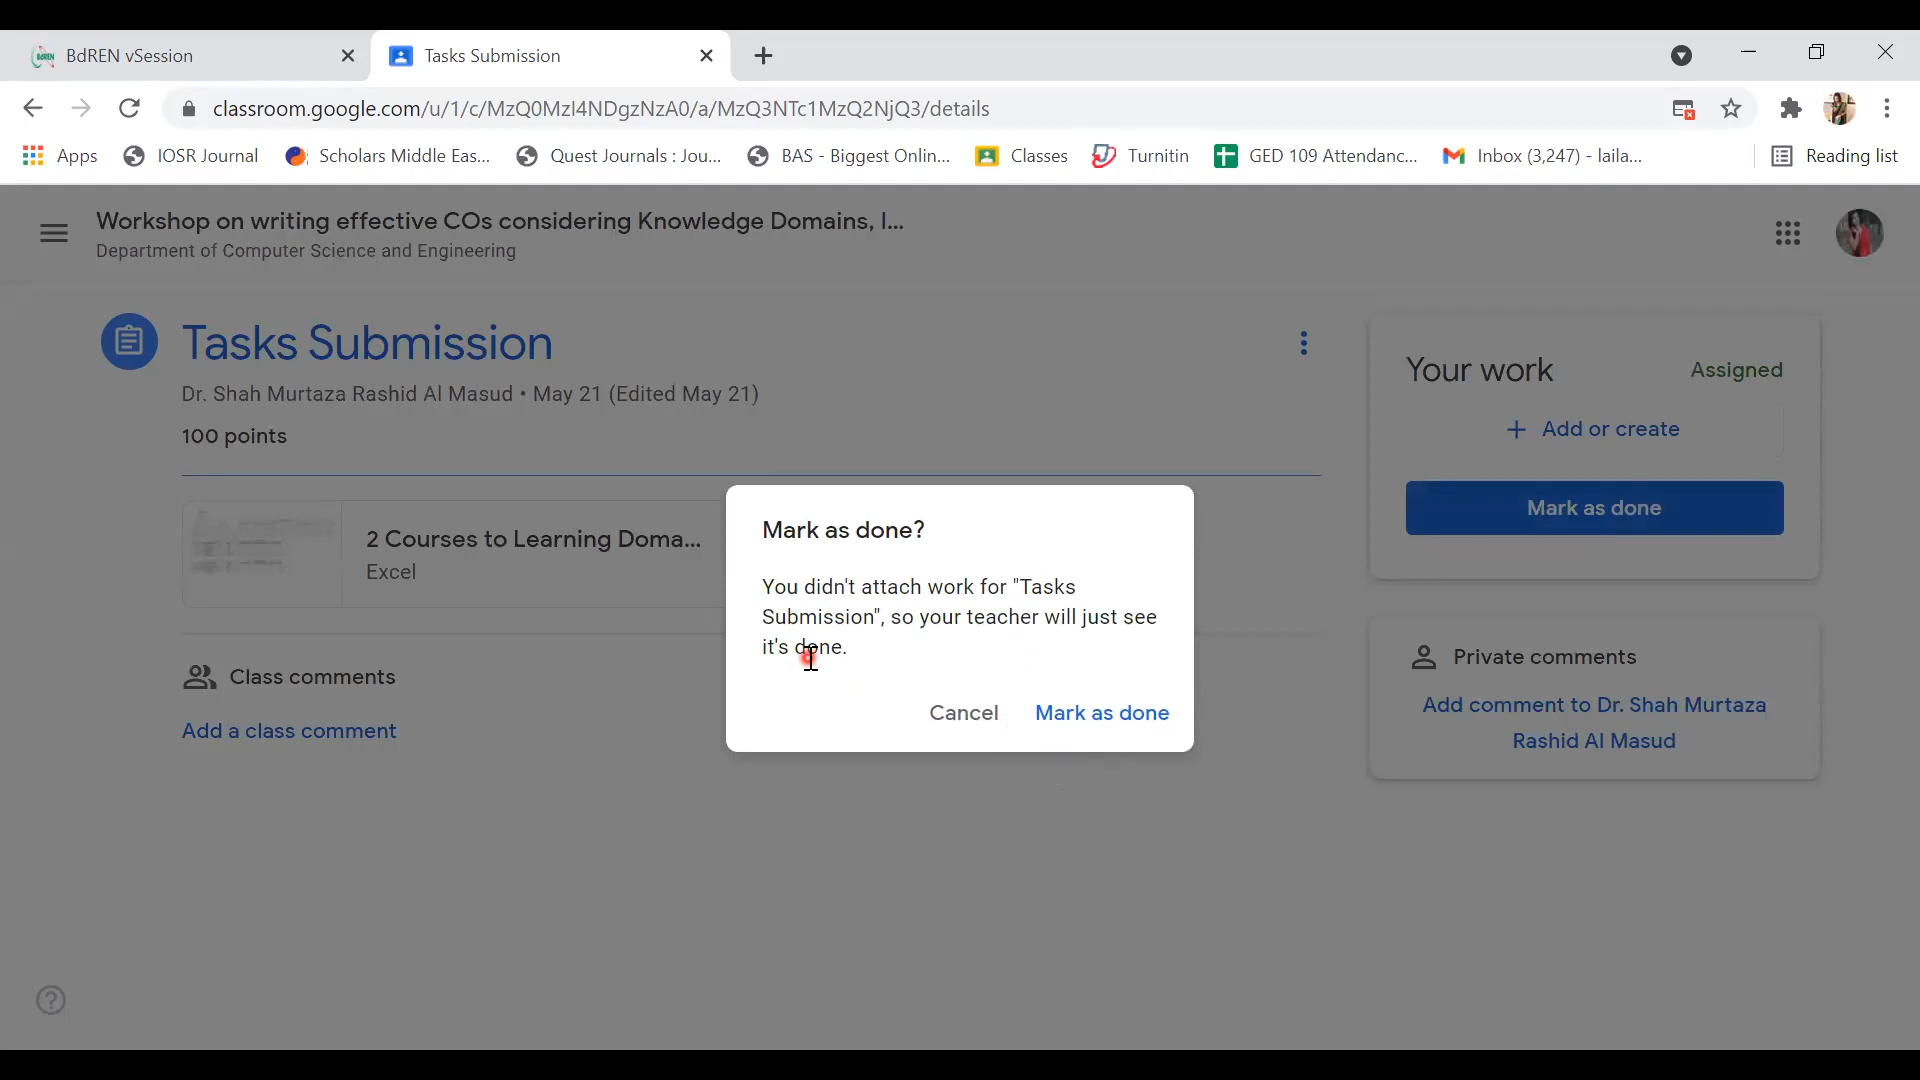 BdREN vSession
Tasks Submission
classroom.google.com/u/1/c/MzQ0MzI4NDgzNzA0/a/MzQ3NTc1MzQ2NjQ3/details
Apps
IOSR Journal
Scholars Middle Eas...
Quest Journals : Jou...
BAS - Biggest Onlin...
Classes
Turnitin
GED 109 Attendanc...
Inbox (3,247) - laila...
Reading list
Workshop on writing effective COs considering Knowledge Domains, I...
Department of Computer Science and Engineering
Tasks Submission
Dr. Shah Murtaza Rashid Al Masud • May 21 (Edited May 21)
100 points
2 Courses to Learning Doma...
Excel
Class comments
Add a class comment
Mark as done?
You didn't attach work for "Tasks
Submission", so your teacher will just see
it's done.
Cancel
Mark as done
Your work
Assigned
+ Add or create
Mark as done
Private comments
Add comment to Dr. Shah Murtaza
Rashid Al Masud